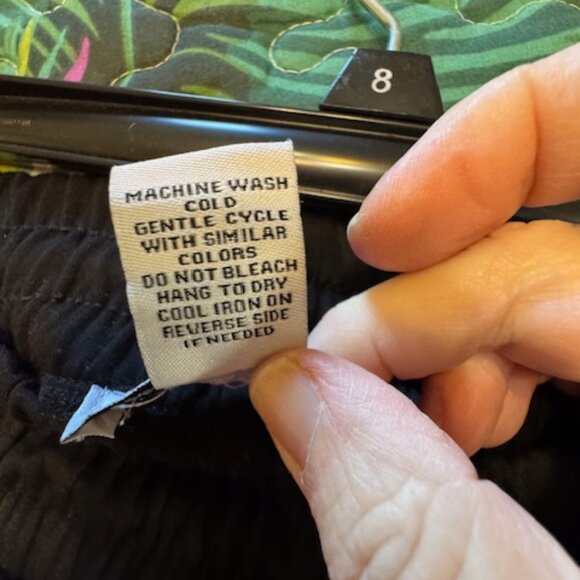 8
MACHINE WASH
COLD
GENTLE CYCLE
WITH SIMILAR
COLORS
DO NOT BLEACH
HANG TO DRY
COOL IRON ON
REVERSE SIDE
IF NEEDED